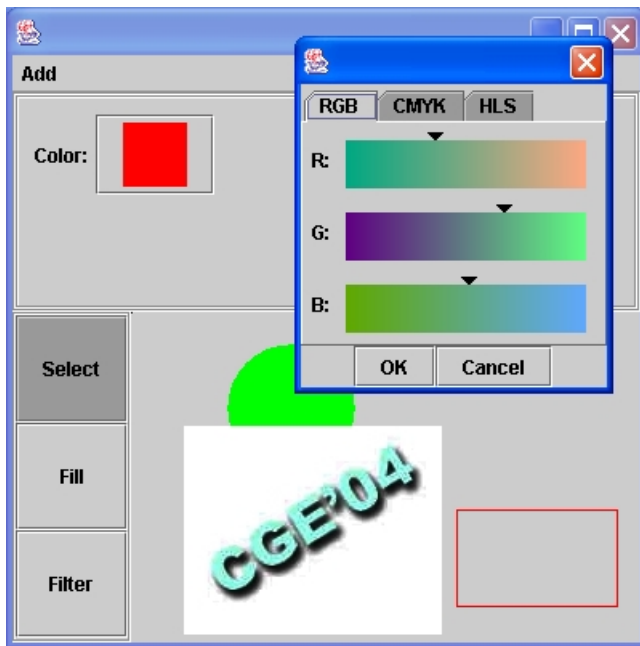 Add
Color:
RGB CMYK HLS
R:
G:
B:
OK Cancel
Select
Fill
Filter
CGE'04